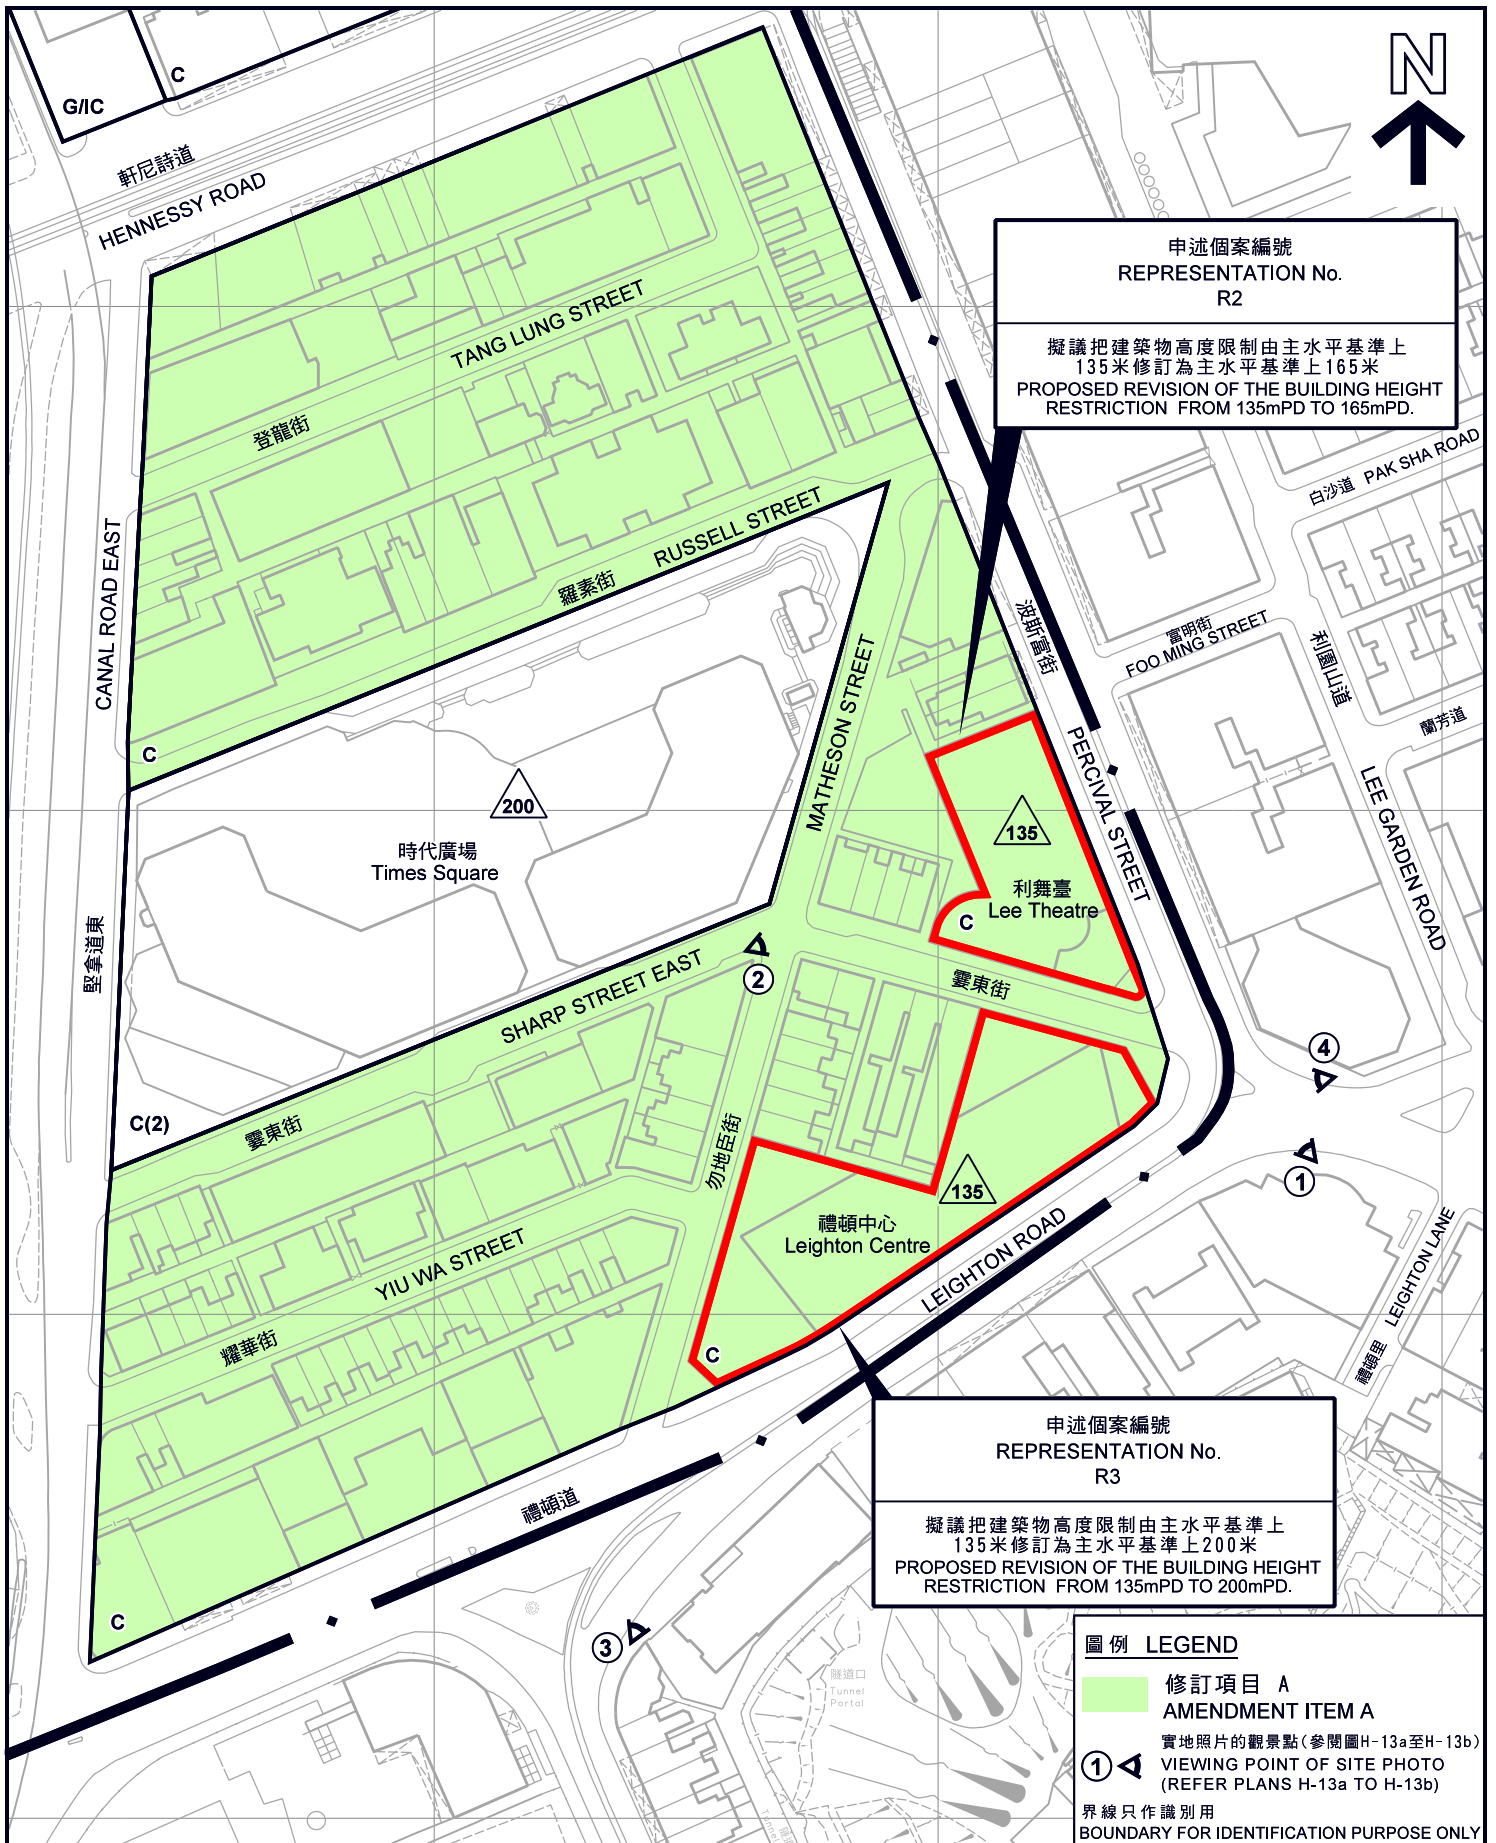 N
C
G/IC
軒尼詩道
HENNESSY ROAD
申述個案編號
REPRESENTATION No.
R2
擬議把建築物高度限制由主水平基準上
135米修訂為主水平基準上165米
PROPOSED REVISION OF THE BUILDING HEIGHT
RESTRICTION FROM 135mPD TO 165mPD.
TANG LUNG STREET
登龍街
白沙道 PAK SHA ROAD
RUSSELL STREET
羅素街
CANAL ROAD EAST
堅拿道東
波斯富街
PERCIVAL STREET
富明街
FOO MING STREET
利園山道
LEE GARDEN ROAD
蘭芳道
MATHESON STREET
勿地臣街
C
200
時代廣場
Times Square
135
利舞臺
Lee Theatre
C
2
SHARP STREET EAST
霎東街
霎東街
C(2)
4
1
135
禮頓中心
Leighton Centre
C
YIU WA STREET
耀華街
LEIGHTON ROAD
禮頓道
禮頓里 LEIGHTON LANE
申述個案編號
REPRESENTATION No.
R3
擬議把建築物高度限制由主水平基準上
135米修訂為主水平基準上200米
PROPOSED REVISION OF THE BUILDING HEIGHT
RESTRICTION FROM 135mPD TO 200mPD.
C
3
隧道口
Tunnel
Portal
Tunnel
圖例 LEGEND
修訂項目 A
AMENDMENT ITEM A
實地照片的觀景點(參閱圖H-13a至H-13b)
1 VIEWING POINT OF SITE PHOTO
(REFER PLANS H-13a TO H-13b)
界線只作識別用
BOUNDARY FOR IDENTIFICATION PURPOSE ONLY